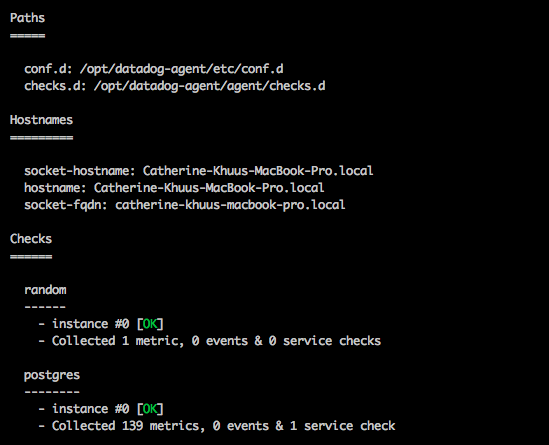 Paths
=====
conf.d: /opt/datadog-agent/etc/conf.d
checks.d: /opt/datadog-agent/agent/checks.d
Hostnames
=========
socket-hostname: Catherine-Khuus-MacBook-Pro.local
hostname: Catherine-Khuus-MacBook-Pro.local
socket-fqdn: catherine-khuus-macbook-pro.local
Checks
======
random
------
- instance #0 [OK]
- Collected 1 metric, 0 events & 0 service checks
postgres
--------
- instance #0 [OK]
- Collected 139 metrics, 0 events & 1 service check